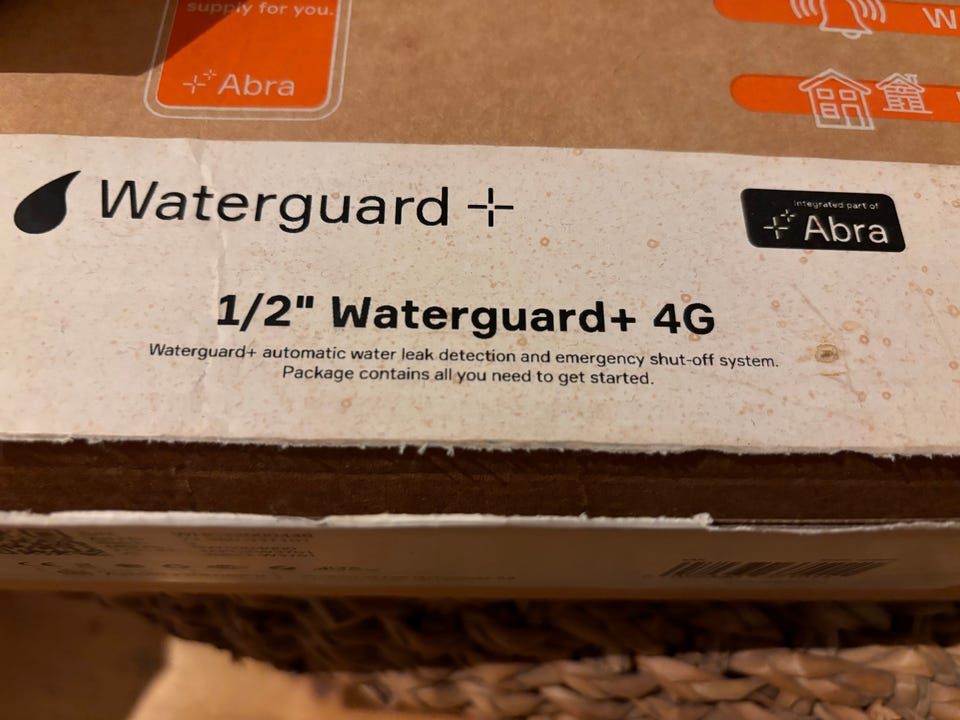 supply for you.
Abra
W
Waterguard +
Integrated part of
Abra
1/2" Waterguard+ 4G
Waterguard+ automatic water leak detection and emergency shut-off system.
Package contains all you need to get started.